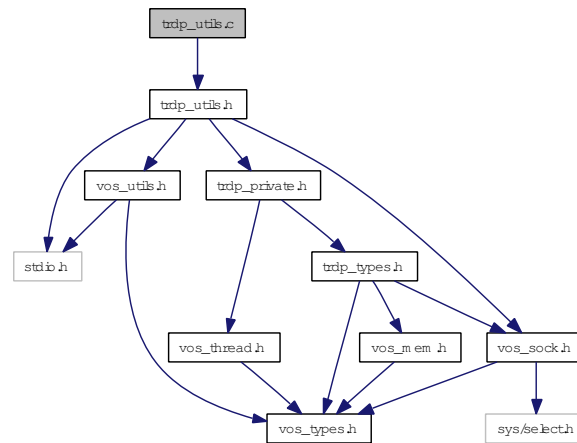 trdp_utils.c
trdp_utils.h
vos_utils.h
trdp_private.h
stdio.h
trdp_types.h
vos_thread.h
vos_mem.h
vos_sock.h
vos_types.h
sys/select.h